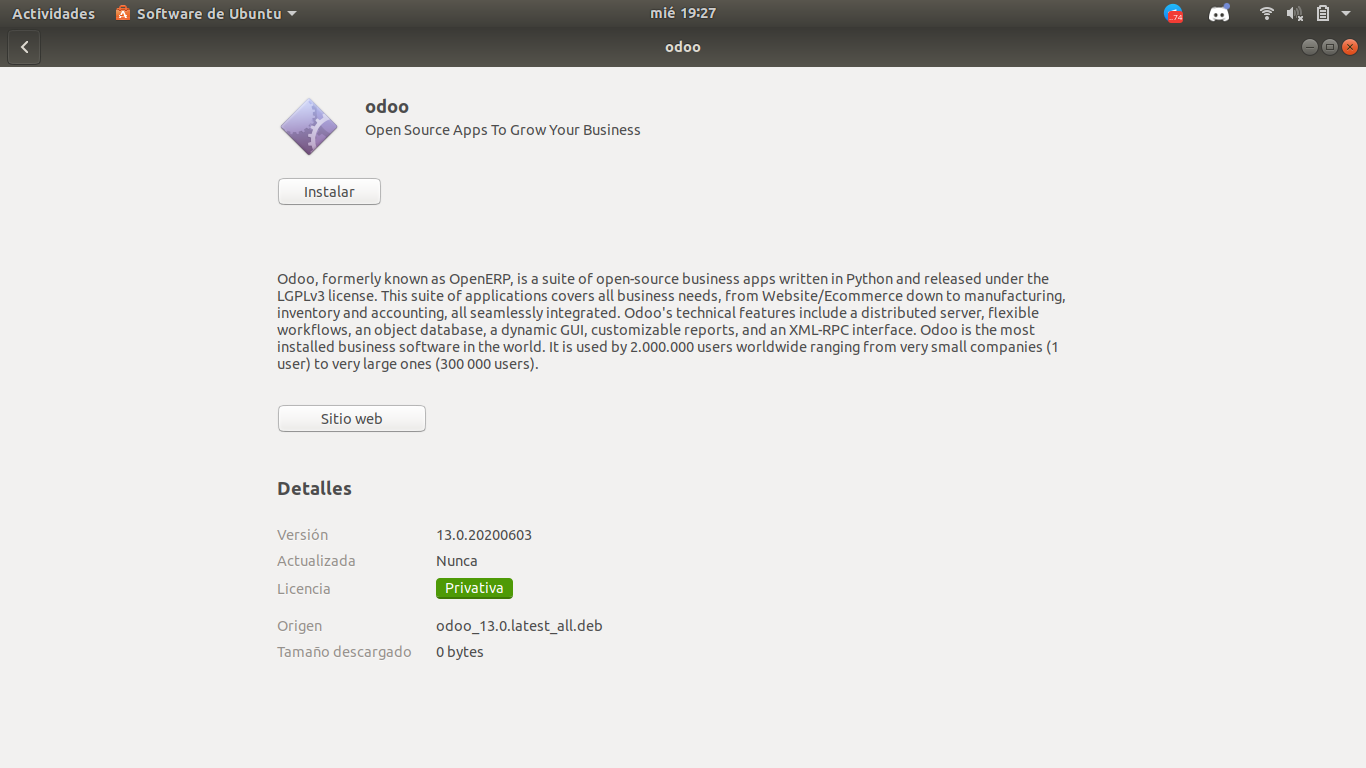 Actividades Software de Ubuntu mié 19:27 74
odoo
odoo
Open Source Apps To Grow Your Business
Instalar
Odoo, formerly known as OpenERP, is a suite of open-source business apps written in Python and released under the
LGPLv3 license. This suite of applications covers all business needs, from Website/Ecommerce down to manufacturing,
inventory and accounting, all seamlessly integrated. Odoo's technical features include a distributed server, flexible
workflows, an object database, a dynamic GUI, customizable reports, and an XML-RPC interface. Odoo is the most
installed business software in the world. It is used by 2.000.000 users worldwide ranging from very small companies (1
user) to very large ones (300 000 users).
Sitio web
Detalles
Versión 13.0.20200603
Actualizada Nunca
Licencia Privativa
Origen odoo_13.0.latest_all.deb
Tamaño descargado 0 bytes